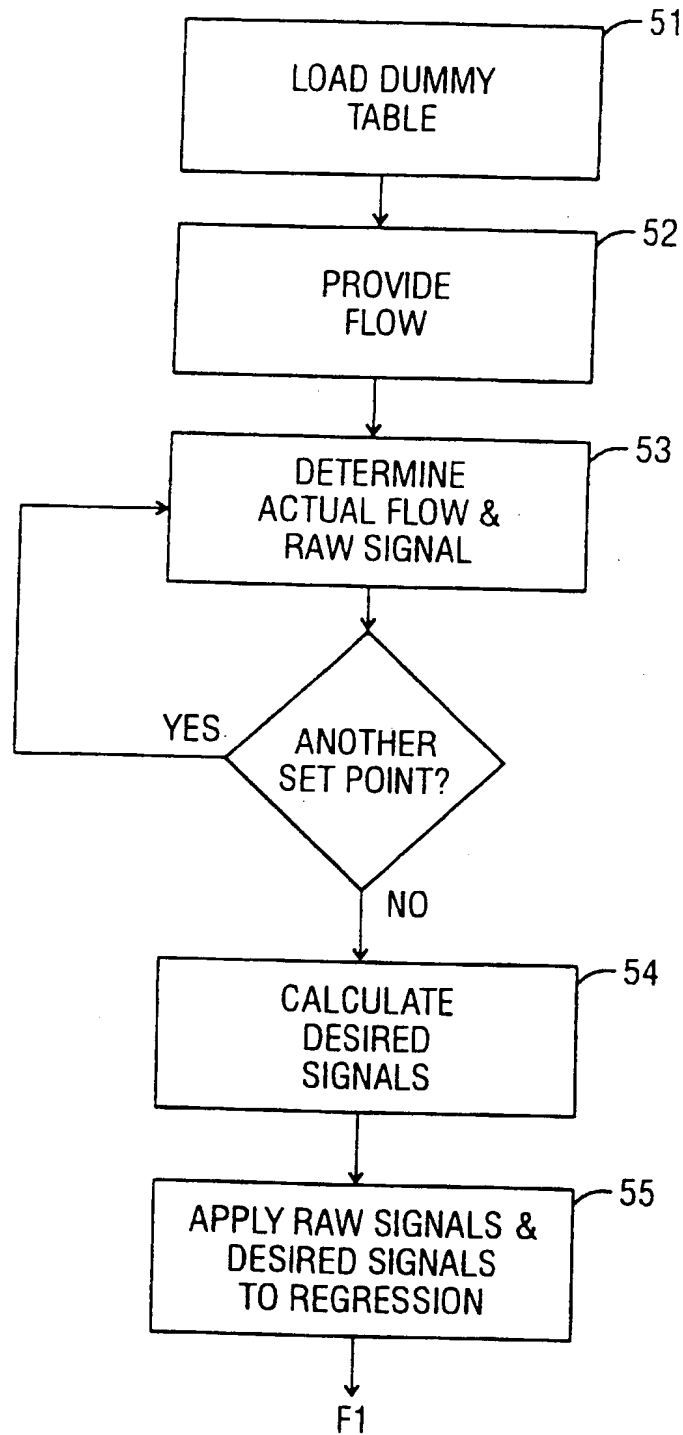 51
LOAD DUMMY
TABLE
52
PROVIDE
FLOW
53
DETERMINE
ACTUAL FLOW &
RAW SIGNAL
YES
ANOTHER
SET POINT?
NO
54
CALCULATE
DESIRED
SIGNALS
55
APPLY RAW SIGNALS &
DESIRED SIGNALS
TO REGRESSION
F1